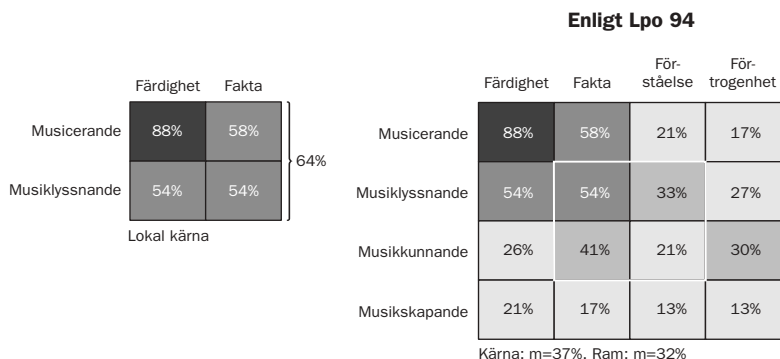 Enligt Lpo 94
Färdighet Fakta
Musicerande 88% 58%
Musiklyssnande 54% 54%
64%
Lokal kärna
Färdighet Fakta För-
ståelse För-
trogenhet
Musicerande 88% 58% 21% 17%
Musiklyssnande 54% 54% 33% 27%
Musikkunnande 26% 41% 21% 30%
Musikskapande 21% 17% 13% 13%
Kärna: m=37%. Ram: m=32%